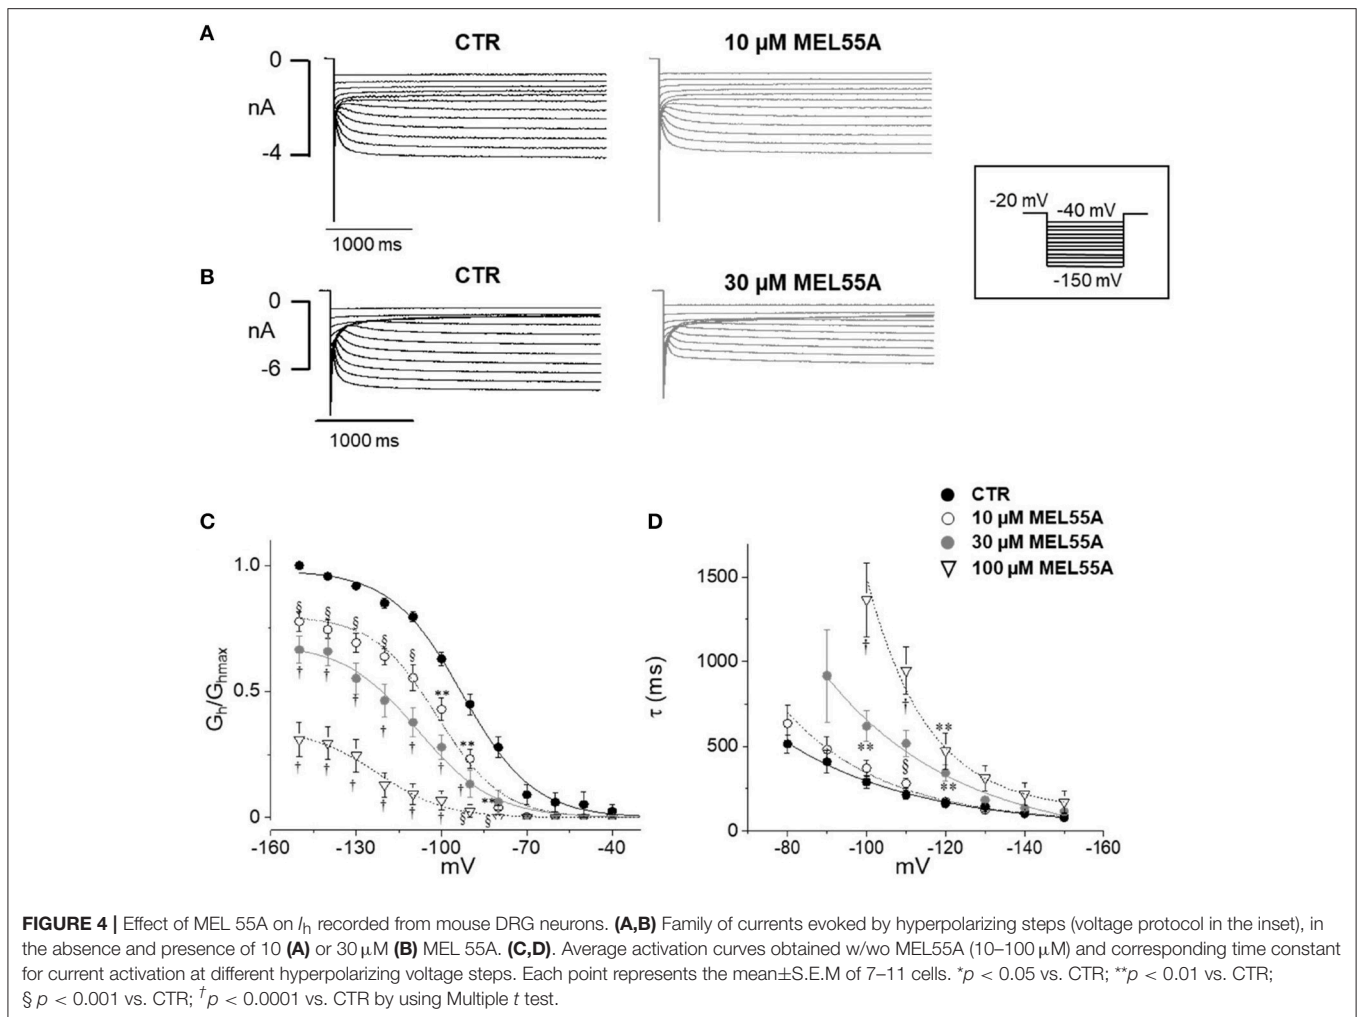 A
CTR
10 µM MEL55A
0
nA
-4
1000 ms
-20 mV
-40 mV
-150 mV
B
CTR
30 µM MEL55A
0
nA
-6
1000 ms
CTR
10 µM MEL55A
30 µM MEL55A
100 µM MEL55A
C
Gh/Ghmax
1.0
0.5
0
§ § § § §
** ** **
† † † † † † †
† † † † † †
§ §
-160 -130 -100 -70 -40
mV
D
τ (ms)
1500
1000
500
0
† †
** ** **
§
-80 -100 -120 -140 -160
mV
FIGURE 4 | Effect of MEL 55A on Ih recorded from mouse DRG neurons. (A,B) Family of currents evoked by hyperpolarizing steps (voltage protocol in the inset), in
the absence and presence of 10 (A) or 30 µM (B) MEL 55A. (C,D). Average activation curves obtained w/wo MEL55A (10–100 µM) and corresponding time constant
for current activation at different hyperpolarizing voltage steps. Each point represents the mean±S.E.M of 7–11 cells. *p < 0.05 vs. CTR; **p < 0.01 vs. CTR;
§ p < 0.001 vs. CTR; †p < 0.0001 vs. CTR by using Multiple t test.